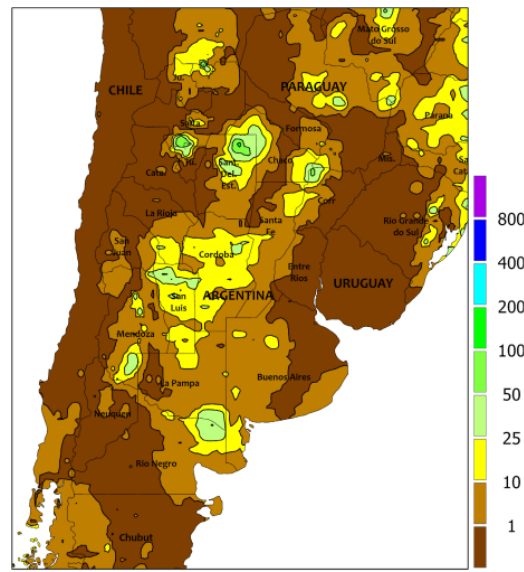 Mato Grosso
do Sul
CHILE
PARAGUAY
Parana
Salta
Formosa
Ju.
Cata.
Sant.
Del
Est.
Chaco
Mis.
La Rioja
Corr
Santa
Fe
Rio Grande
do Sul
San
Juan
Cordoba
Entre
Rios
URUGUAY
San
Luis
ARGENTINA
Mendoza
La Pampa
Buenos Aires
Neuquen
Rio Negro
Chubut
800
400
200
100
50
25
10
1